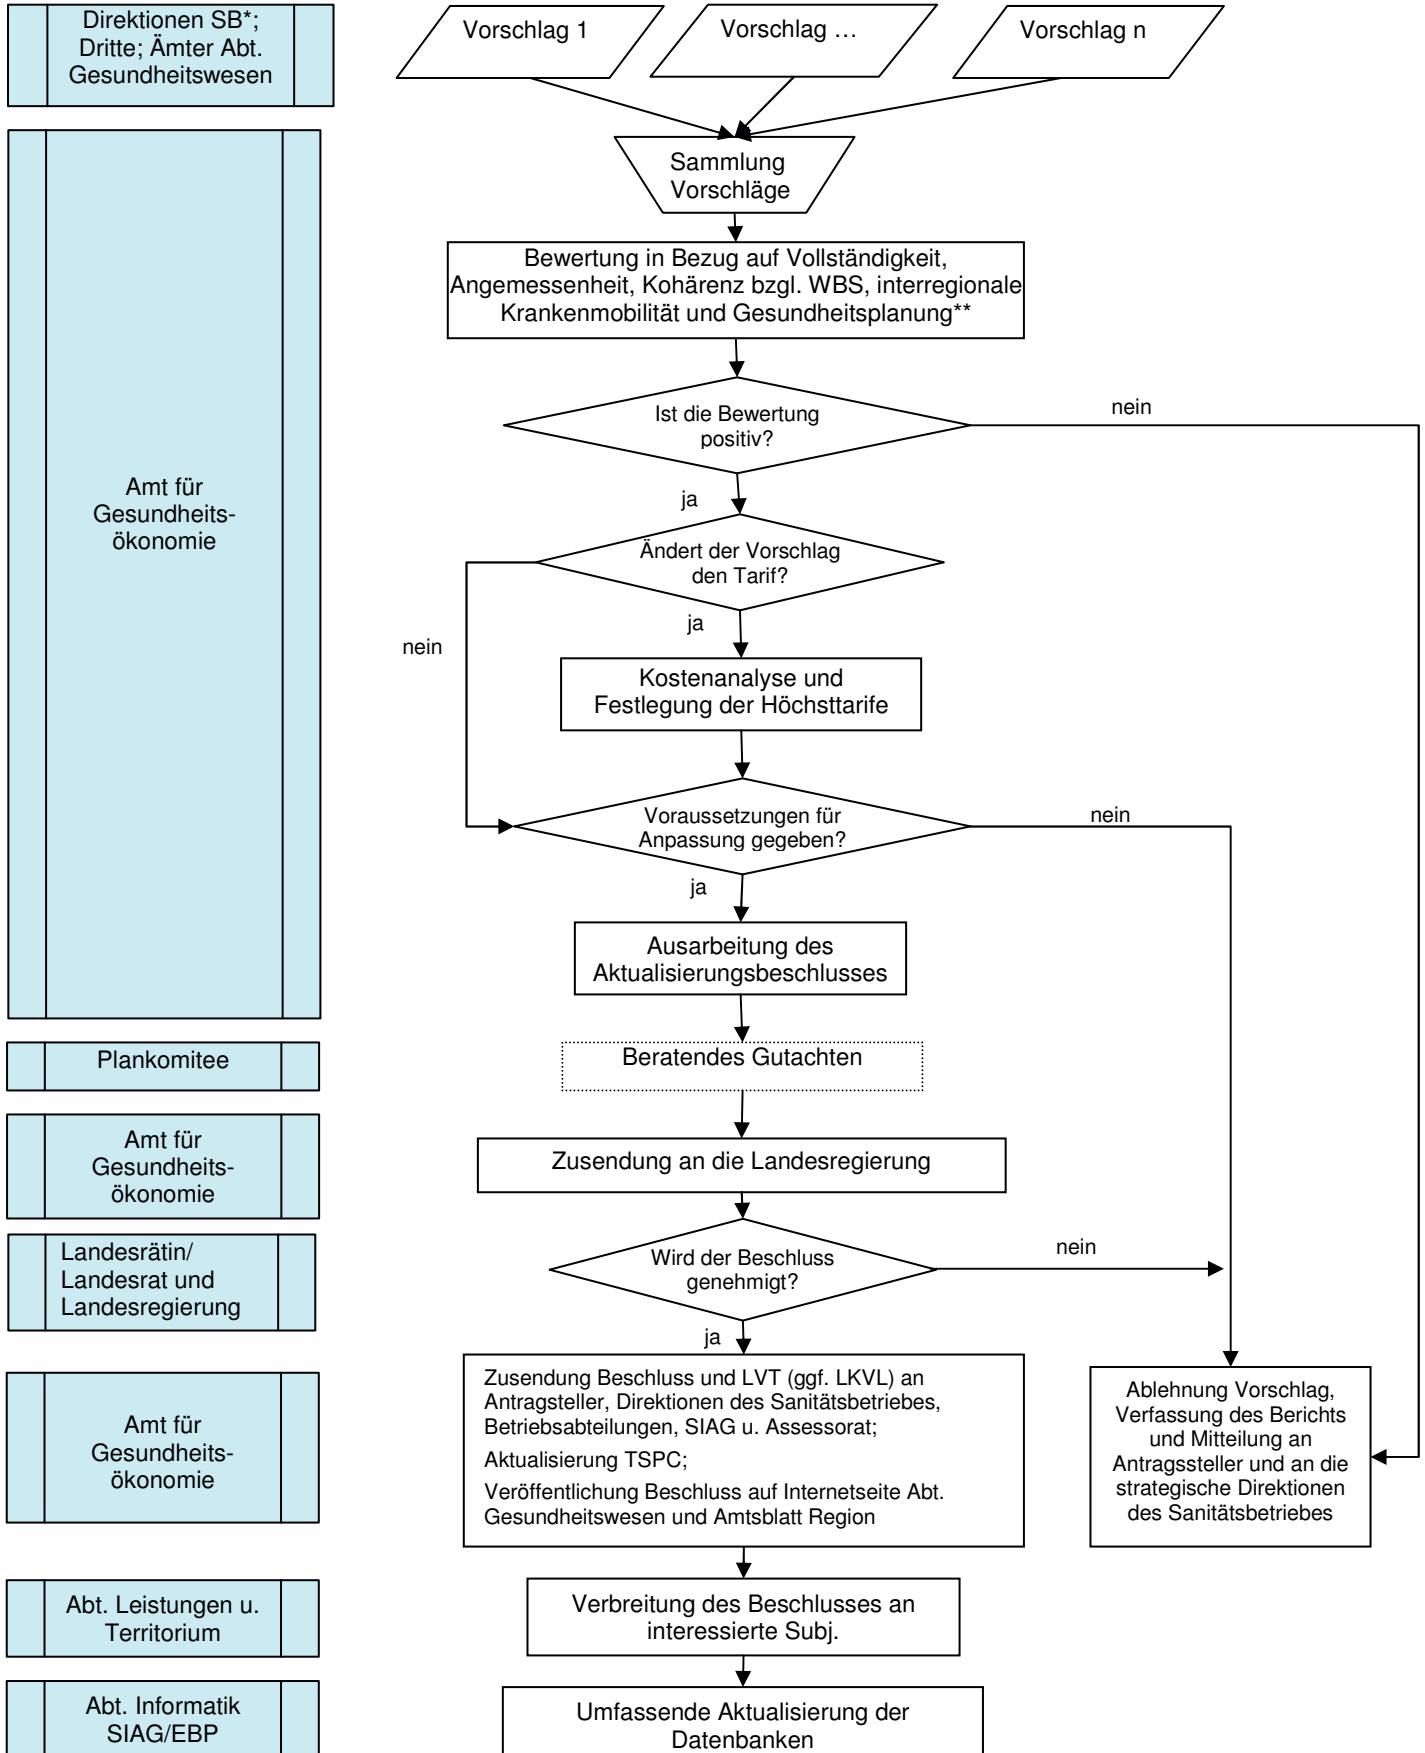 Direktionen SB*;
Dritte; Ämter Abt.
Gesundheitswesen
Vorschlag 1
Vorschlag …
Vorschlag n
Sammlung
Vorschläge
Bewertung in Bezug auf Vollständigkeit,
Angemessenheit, Kohärenz bzgl. WBS, interregionale
Krankenmobilität und Gesundheitsplanung**
Ist die Bewertung
positiv?
nein
ja
Amt für
Gesundheits-
ökonomie
Ändert der Vorschlag
den Tarif?
nein
ja
Kostenanalyse und
Festlegung der Höchsttarife
Voraussetzungen für
Anpassung gegeben?
nein
ja
Ausarbeitung des
Aktualisierungsbeschlusses
Plankomitee
Beratendes Gutachten
Amt für
Gesundheits-
ökonomie
Zusendung an die Landesregierung
Landesrätin/
Landesrat und
Landesregierung
Wird der Beschluss
genehmigt?
nein
ja
Amt für
Gesundheits-
ökonomie
Zusendung Beschluss und LVT (ggf. LKVL) an
Antragsteller, Direktionen des Sanitätsbetriebes,
Betriebsabteilungen, SIAG u. Assessorat;
Aktualisierung TSPC;
Veröffentlichung Beschluss auf Internetseite Abt.
Gesundheitswesen und Amtsblatt Region
Ablehnung Vorschlag,
Verfassung des Berichts
und Mitteilung an
Antragssteller und an die
strategische Direktionen
des Sanitätsbetriebes
Abt. Leistungen u.
Territorium
Verbreitung des Beschlusses an
interessierte Subj.
Abt. Informatik
SIAG/EBP
Umfassende Aktualisierung der
Datenbanken